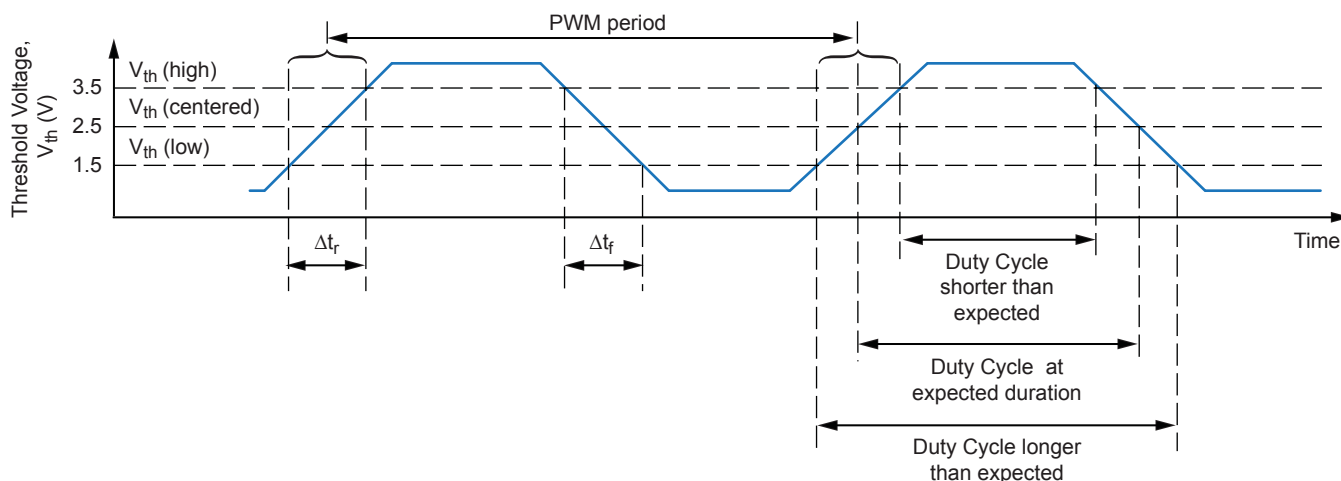 PWM period
Threshold Voltage,
V_th (V)
V_th (high)
3.5
V_th (centered)
2.5
V_th (low)
1.5
Δt_r
Δt_f
Time
Duty Cycle
shorter than
expected
Duty Cycle at
expected duration
Duty Cycle longer
than expected